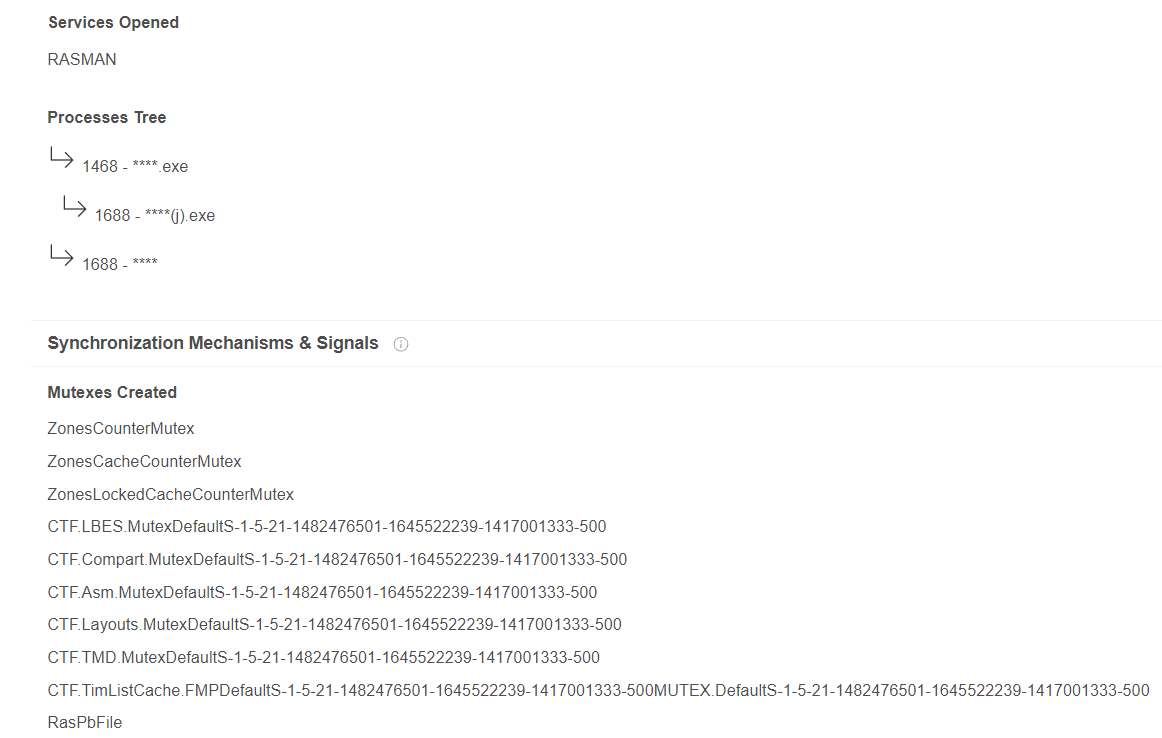 Services Opened
RASMAN
Processes Tree
1468 - ****.exe
1688 - ****(j).exe
1688 - ****
Synchronization Mechanisms & Signals
Mutexes Created
ZonesCounterMutex
ZonesCacheCounterMutex
ZonesLockedCacheCounterMutex
CTF.LBES.MutexDefaultS-1-5-21-1482476501-1645522239-1417001333-500
CTF.Compart.MutexDefaultS-1-5-21-1482476501-1645522239-1417001333-500
CTF.Asm.MutexDefaultS-1-5-21-1482476501-1645522239-1417001333-500
CTF.Layouts.MutexDefaultS-1-5-21-1482476501-1645522239-1417001333-500
CTF.TMD.MutexDefaultS-1-5-21-1482476501-1645522239-1417001333-500
CTF.TimListCache.FMPDefaultS-1-5-21-1482476501-1645522239-1417001333-500MUTEX.DefaultS-1-5-21-1482476501-1645522239-1417001333-500
RasPbFile